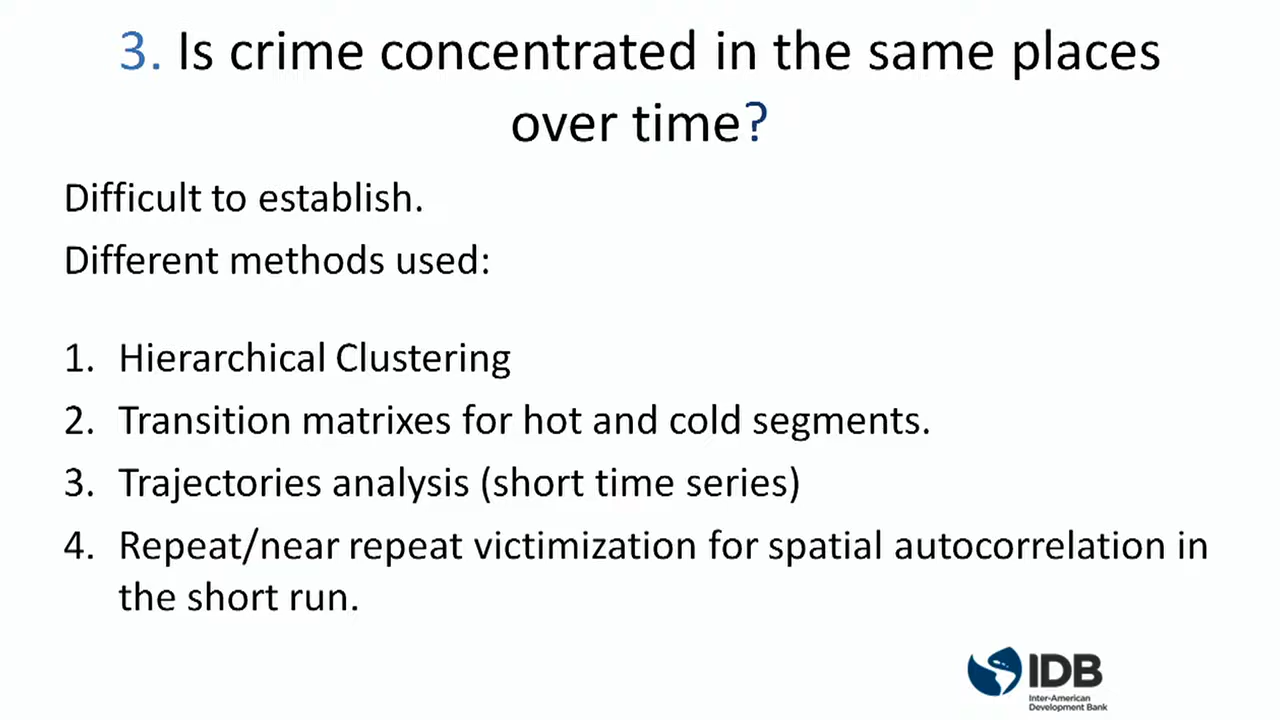 3. Is crime concentrated in the same places
over time?
Difficult to establish.
Different methods used:
1. Hierarchical Clustering
2. Transition matrixes for hot and cold segments.
3. Trajectories analysis (short time series)
4. Repeat/near repeat victimization for spatial autocorrelation in
the short run.
IDB
Inter-American
Development Bank